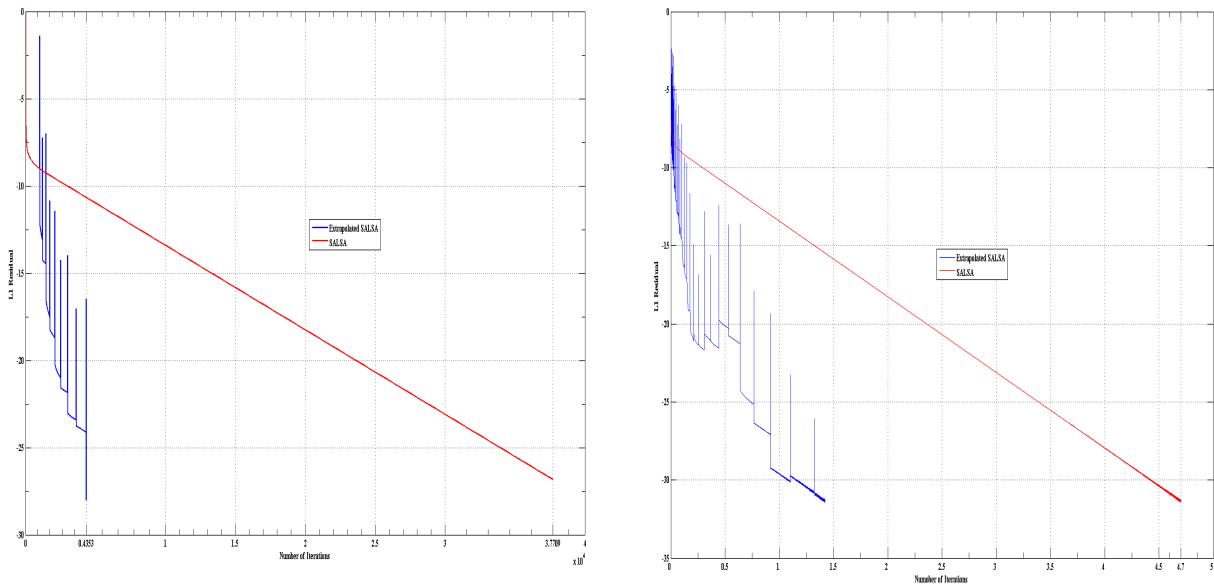 0
-5
-10
-15
-20
-25
-30
L1 Residual
Extrapolated SALSA
SALSA
0 0.4353 1 1.5 2 2.5 3 3.7709 4
Number of Iterations
x 10^4
0
-5
-10
-15
-20
-25
-30
-35
L1 Residual
Extrapolated SALSA
SALSA
0 0.5 1 1.5 2 2.5 3 3.5 4 4.5 4.7 5
Number of Iterations